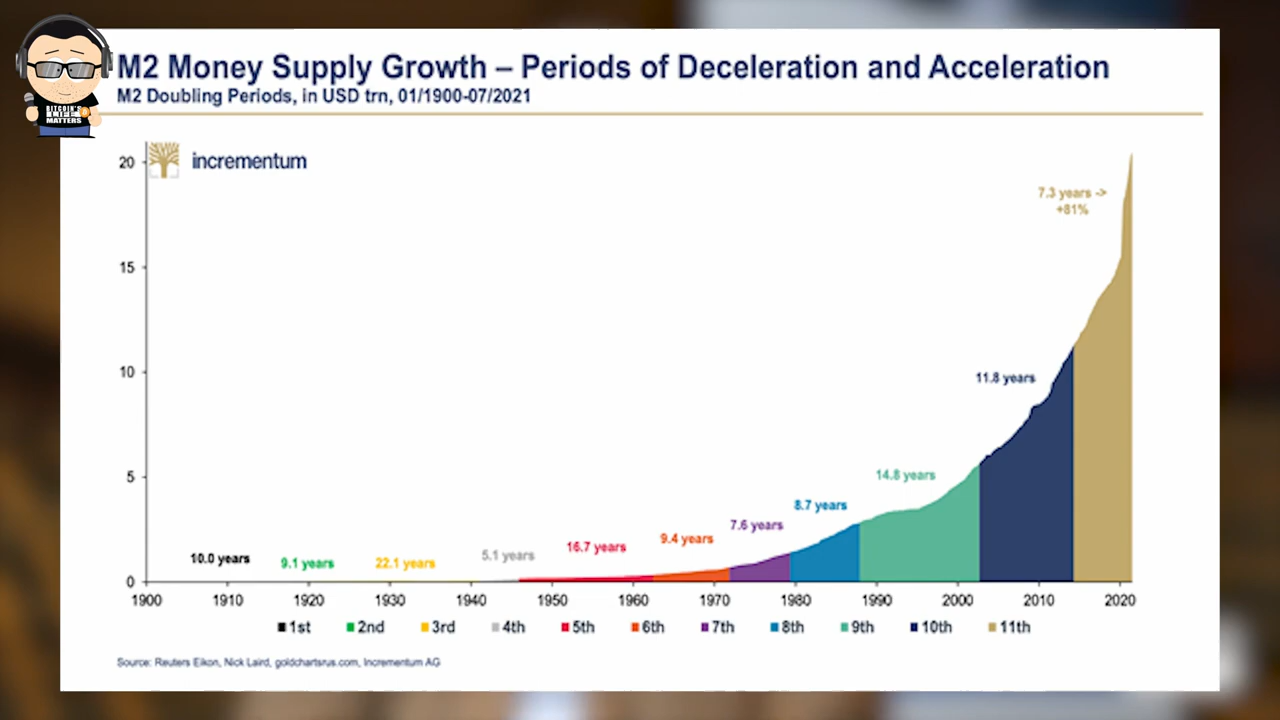 M2 Money Supply Growth – Periods of Deceleration and Acceleration
M2 Doubling Periods, in USD trn, 01/1900-07/2021
BITCOIN'S
LIFE
MATTERS
incrementum
20
15
10
5
0
7.3 years ->
+81%
11.8 years
14.8 years
8.7 years
7.6 years
9.4 years
16.7 years
5.1 years
22.1 years
9.1 years
10.0 years
1900 1910 1920 1930 1940 1950 1960 1970 1980 1990 2000 2010 2020
1st 2nd 3rd 4th 5th 6th 7th 8th 9th 10th 11th
Source: Reuters Eikon, Nick Laird, goldchartsrus.com, Incrementum AG